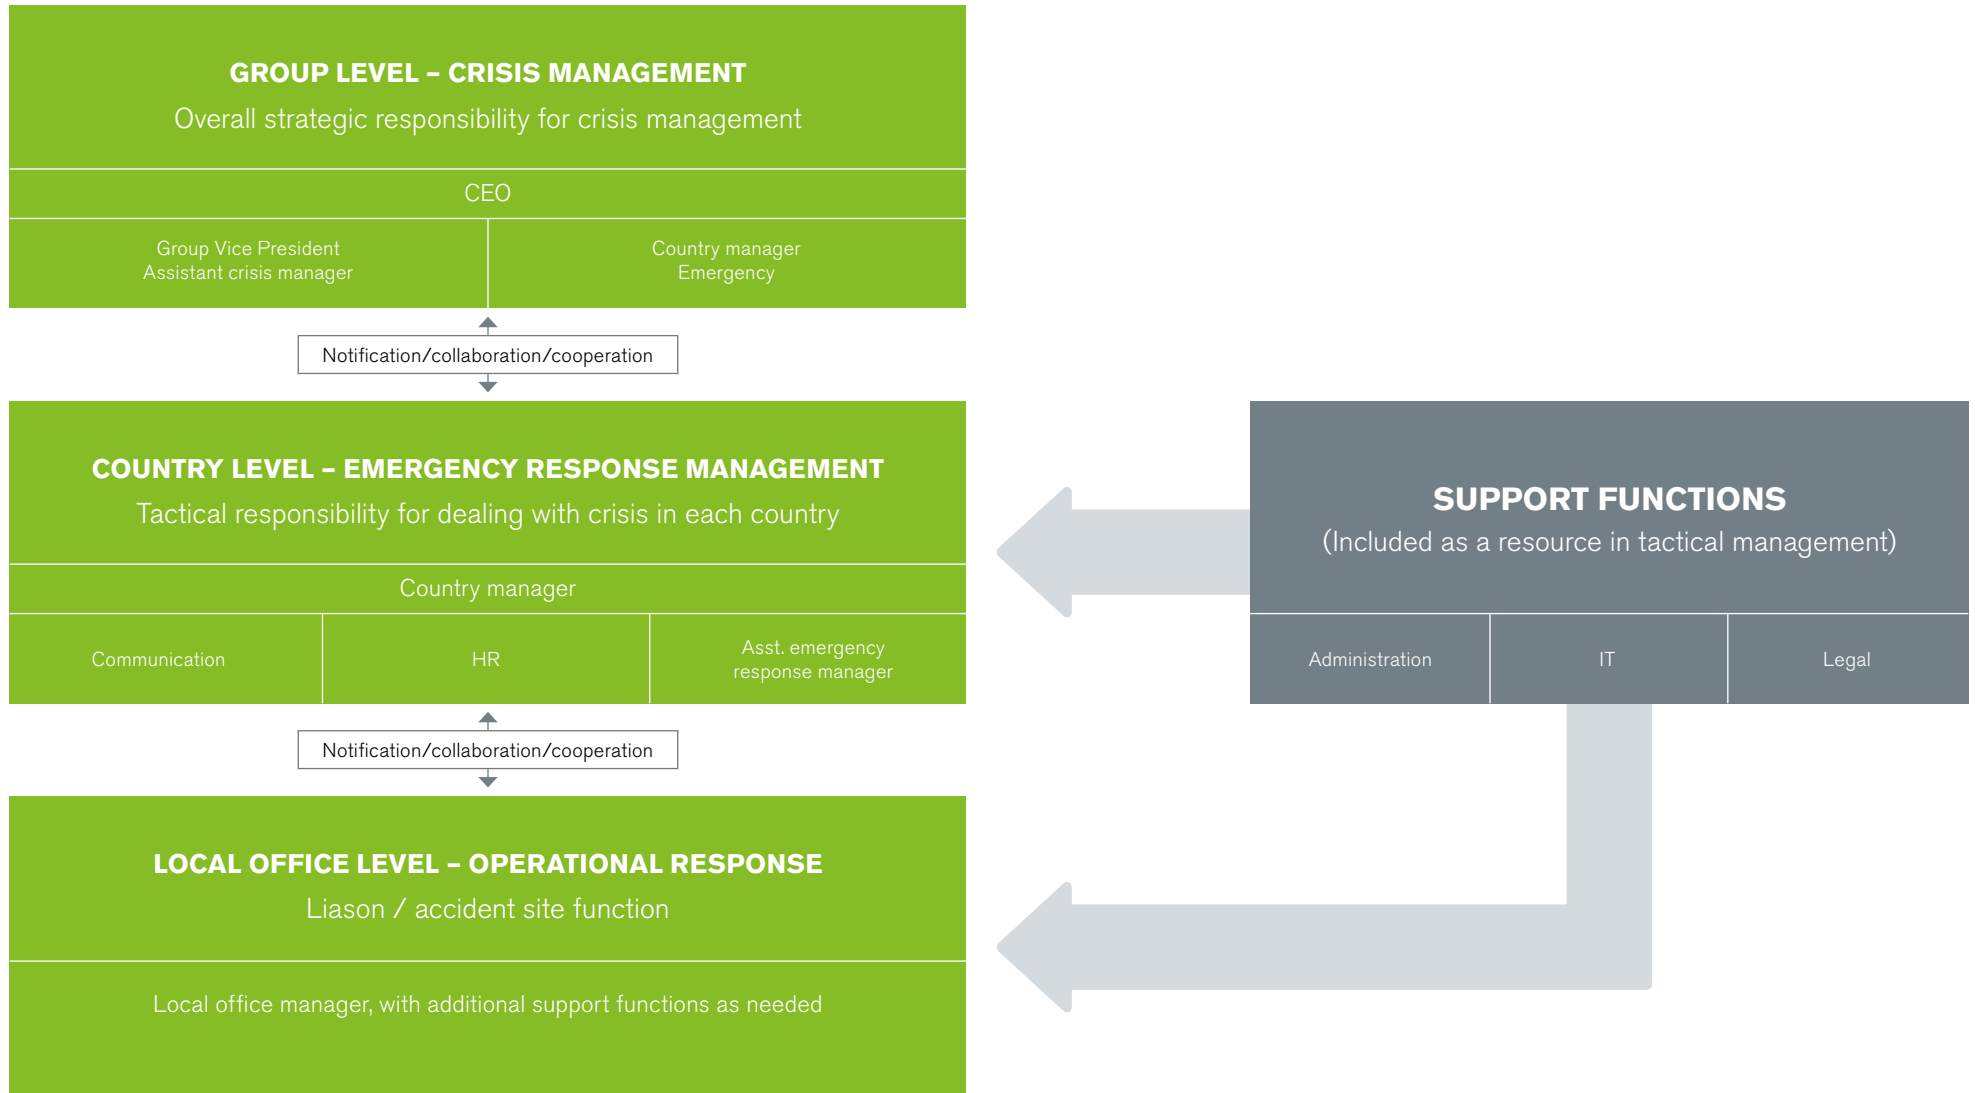 GROUP LEVEL – CRISIS MANAGEMENT
Overall strategic responsibility for crisis management
CEO
Group Vice President
Assistant crisis manager
Country manager
Emergency
Notification/collaboration/cooperation
COUNTRY LEVEL – EMERGENCY RESPONSE MANAGEMENT
Tactical responsibility for dealing with crisis in each country
Country manager
Communication
HR
Asst. emergency
response manager
SUPPORT FUNCTIONS
(Included as a resource in tactical management)
Administration
IT
Legal
Notification/collaboration/cooperation
LOCAL OFFICE LEVEL – OPERATIONAL RESPONSE
Liason / accident site function
Local office manager, with additional support functions as needed